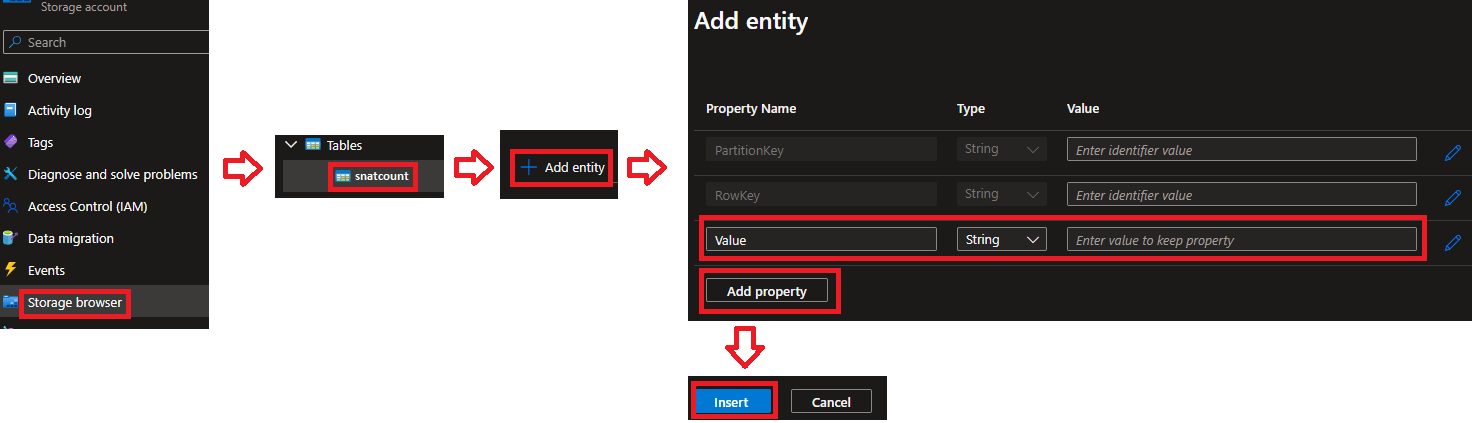 Storage account
Search
Overview
Activity log
Tags
Diagnose and solve problems
Access Control (IAM)
Data migration
Events
Storage browser
Tables
snatcount
Add entity
Add entity
Property Name Type Value
PartitionKey String Enter identifier value
RowKey String Enter identifier value
Value String Enter value to keep property
Add property
Insert Cancel